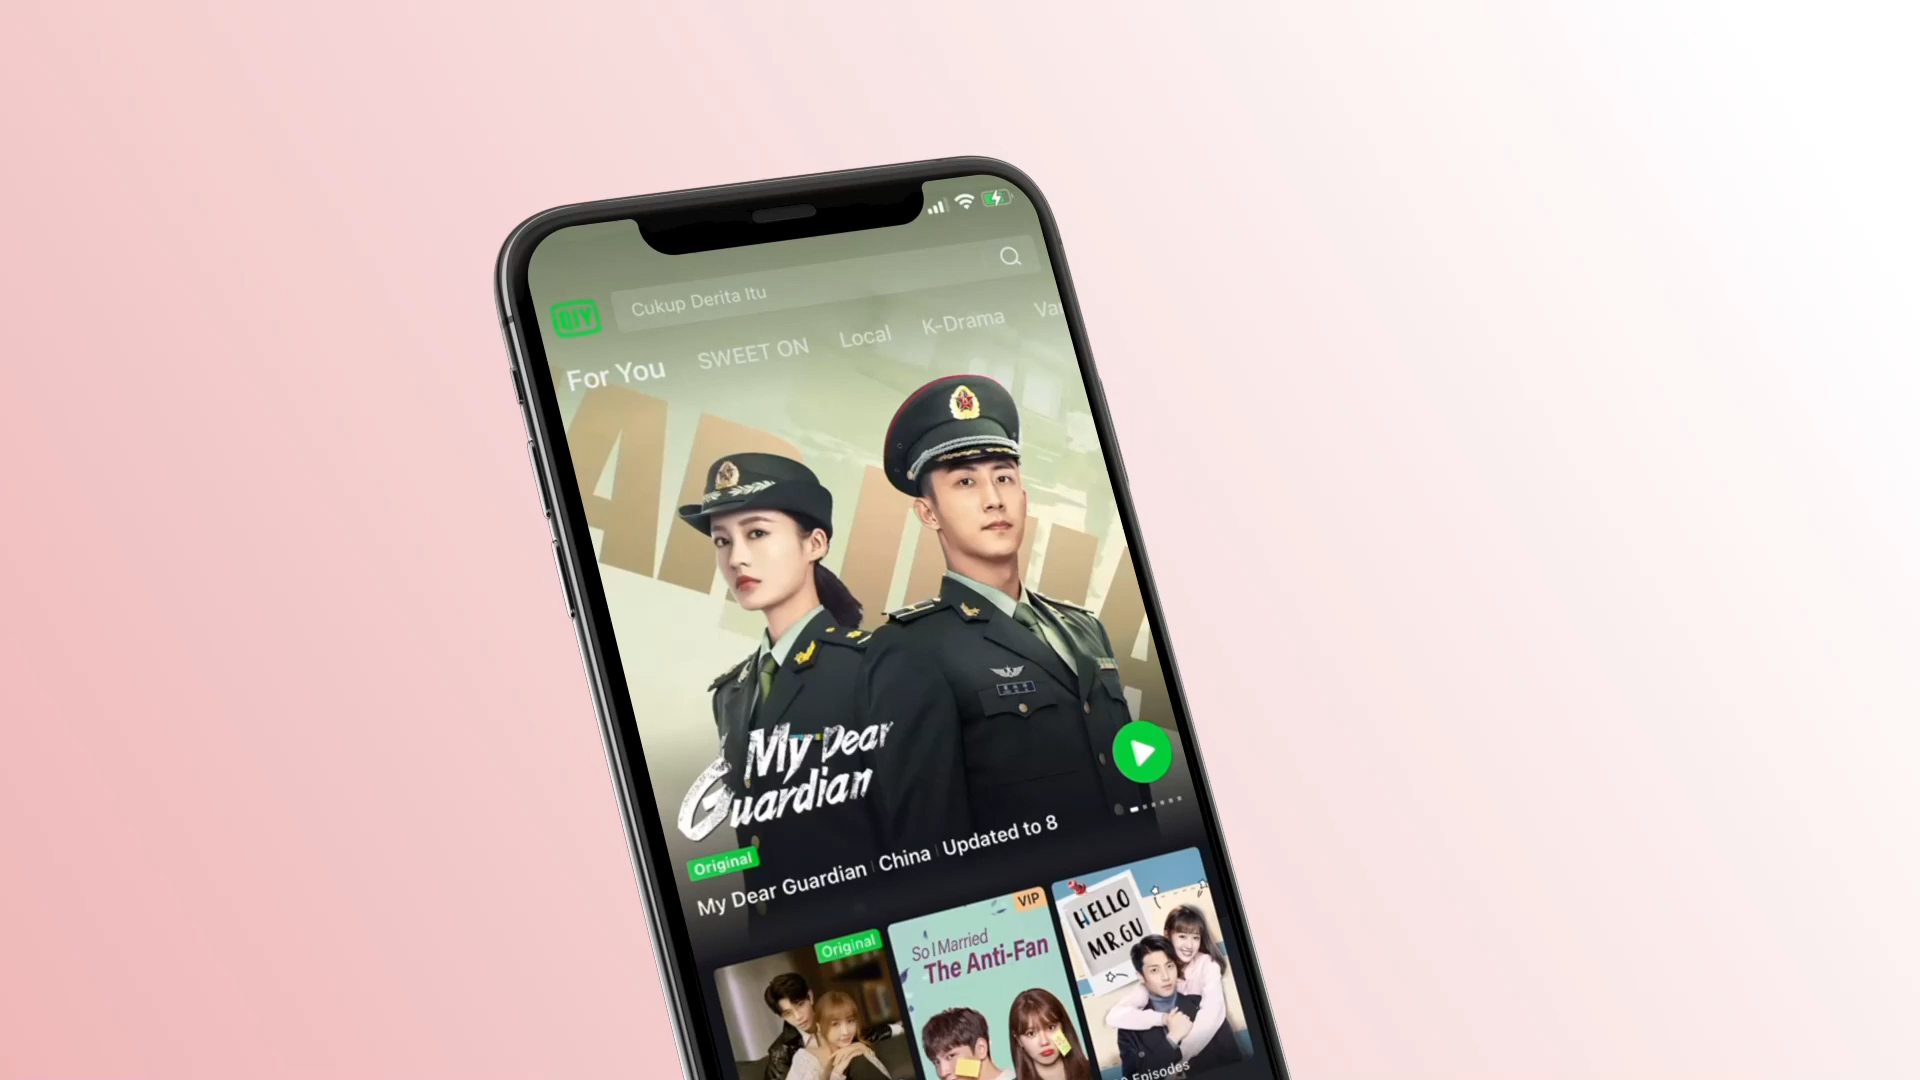 iQIYI
Cukup Derita Itu
For You
SWEET ON
Local
K-Drama
My Dear
Guardian
Original
My Dear Guardian | China | Updated to 8
Original
VIP
So I Married
The Anti-Fan
HELLO
MR.GU
Episodes